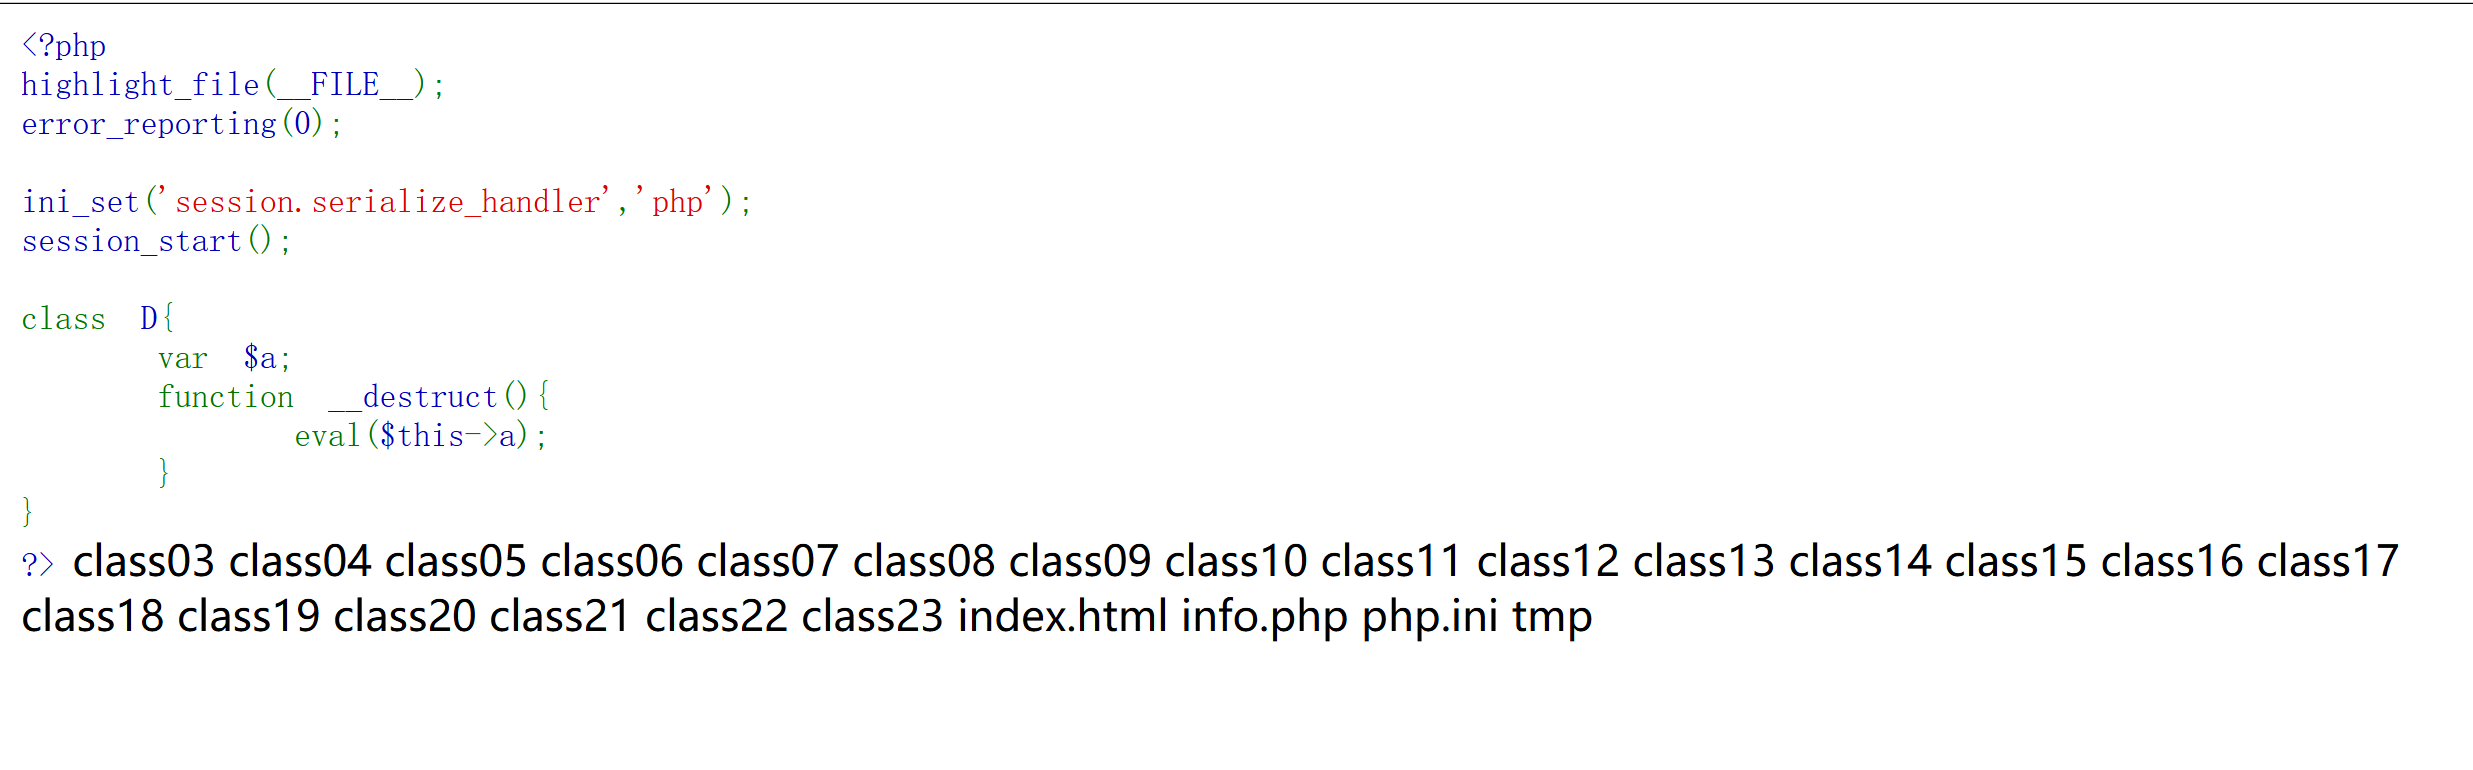 <?php
highlight_file(__FILE__);
error_reporting(0);
ini_set('session.serialize_handler','php');
session_start();
class D{
var $a;
function __destruct(){
eval($this->a);
}
}
?> class03 class04 class05 class06 class07 class08 class09 class10 class11 class12 class13 class14 class15 class16 class17
class18 class19 class20 class21 class22 class23 index.html info.php php.ini tmp